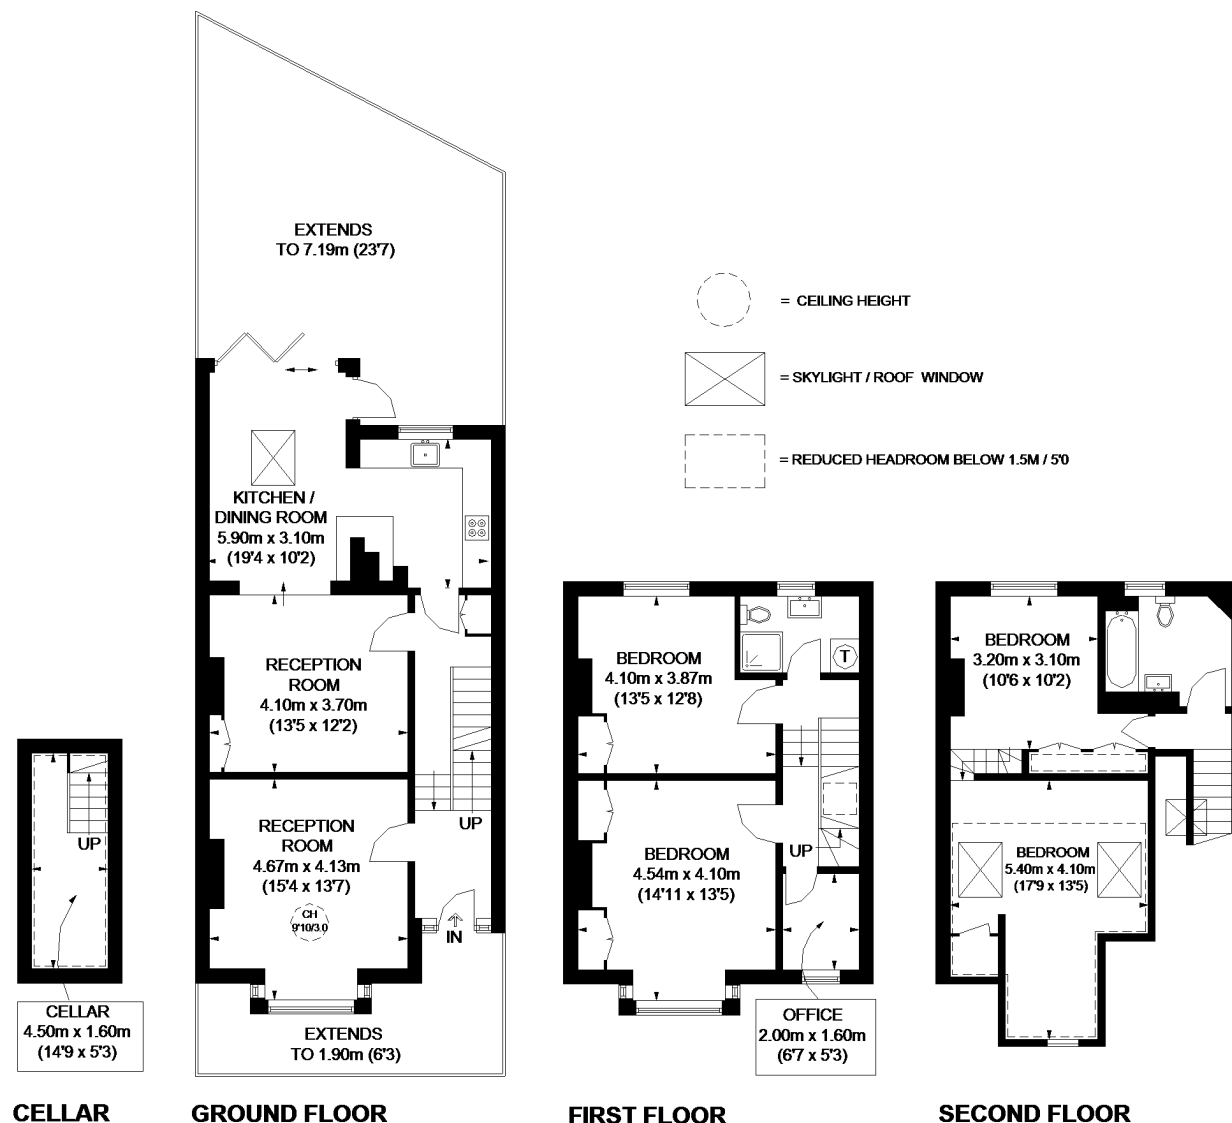 EXTENDS
TO 7.19m (23'7)
= CEILING HEIGHT
= SKYLIGHT / ROOF WINDOW
= REDUCED HEADROOM BELOW 1.5M / 5'0
KITCHEN /
DINING ROOM
5.90m x 3.10m
(19'4 x 10'2)
RECEPTION
ROOM
4.10m x 3.70m
(13'5 x 12'2)
UP
RECEPTION
ROOM
4.67m x 4.13m
(15'4 x 13'7)
CH
9'10/3.0
IN
EXTENDS
TO 1.90m (6'3)
UP
CELLAR
4.50m x 1.60m
(14'9 x 5'3)
BEDROOM
4.10m x 3.87m
(13'5 x 12'8)
T
BEDROOM
4.54m x 4.10m
(14'11 x 13'5)
UP
OFFICE
2.00m x 1.60m
(6'7 x 5'3)
BEDROOM
3.20m x 3.10m
(10'6 x 10'2)
BEDROOM
5.40m x 4.10m
(17'9 x 13'5)
CELLAR
GROUND FLOOR
FIRST FLOOR
SECOND FLOOR